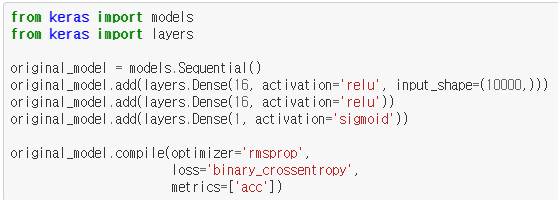 from keras import models
from keras import layers
original_model = models.Sequential()
original_model.add(layers.Dense(16, activation='relu', input_shape=(10000,)))
original_model.add(layers.Dense(16, activation='relu'))
original_model.add(layers.Dense(1, activation='sigmoid'))
original_model.compile(optimizer='rmsprop',
                       loss='binary_crossentropy',
                       metrics=['acc'])